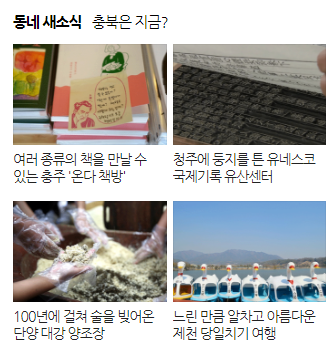 동네 새소식 충북은 지금?
여러 종류의 책을 만날 수
있는 충주 '온다 책방'
청주에 둥지를 튼 유네스코
국제기록 유산센터
100년에 걸쳐 술을 빚어온
단양 대강 양조장
느린 만큼 알차고 아름다운
제천 당일치기 여행